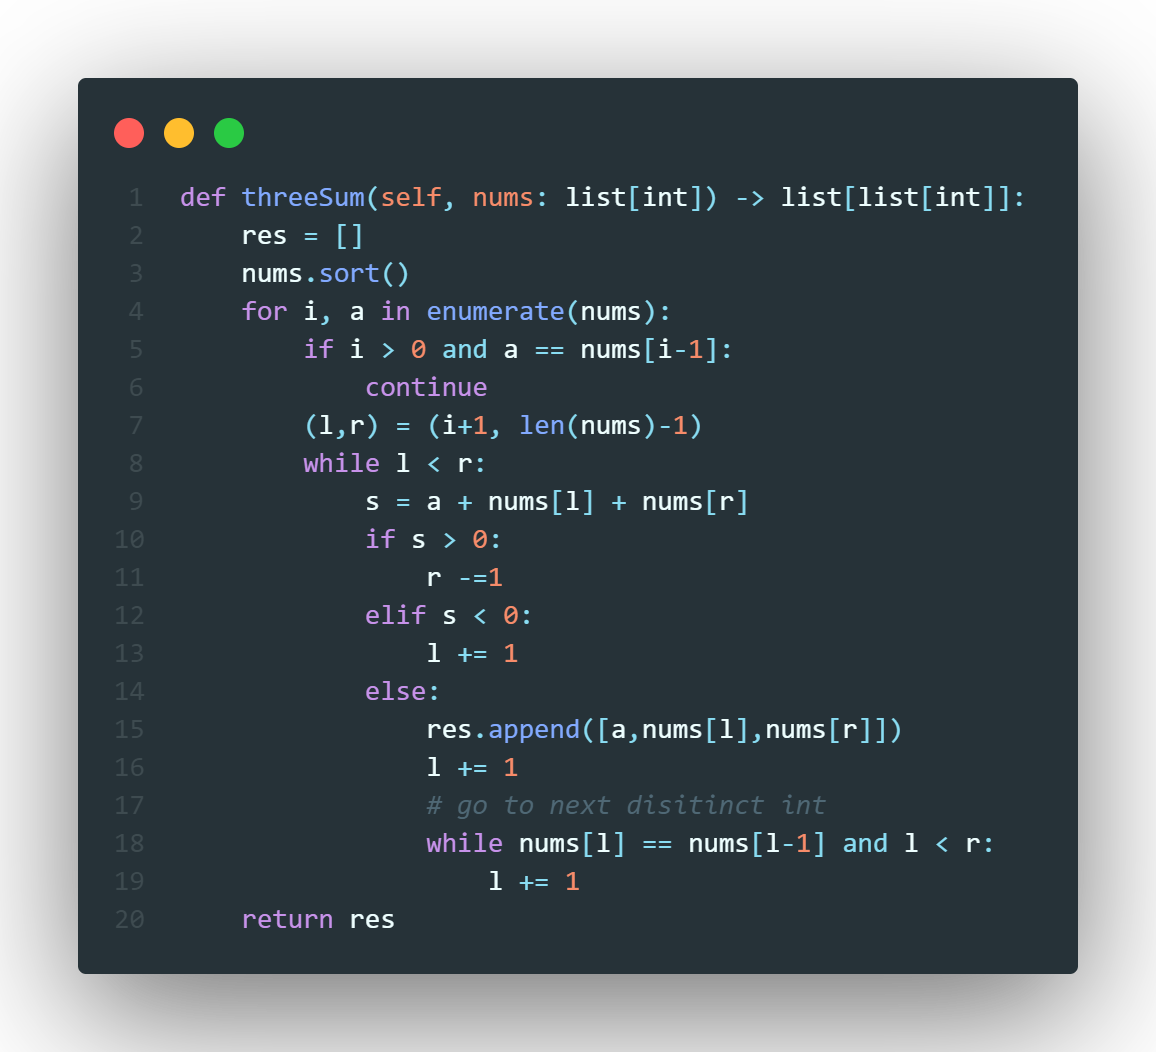 1 def threeSum(self, nums: list[int]) -> list[list[int]]:
2     res = []
3     nums.sort()
4     for i, a in enumerate(nums):
5         if i > 0 and a == nums[i-1]:
6             continue
7         (l,r) = (i+1, len(nums)-1)
8         while l < r:
9             s = a + nums[l] + nums[r]
10             if s > 0:
11                 r -=1
12             elif s < 0:
13                 l += 1
14             else:
15                 res.append([a,nums[l],nums[r]])
16                 l += 1
17                 # go to next disitinct int
18                 while nums[l] == nums[l-1] and l < r:
19                     l += 1
20     return res